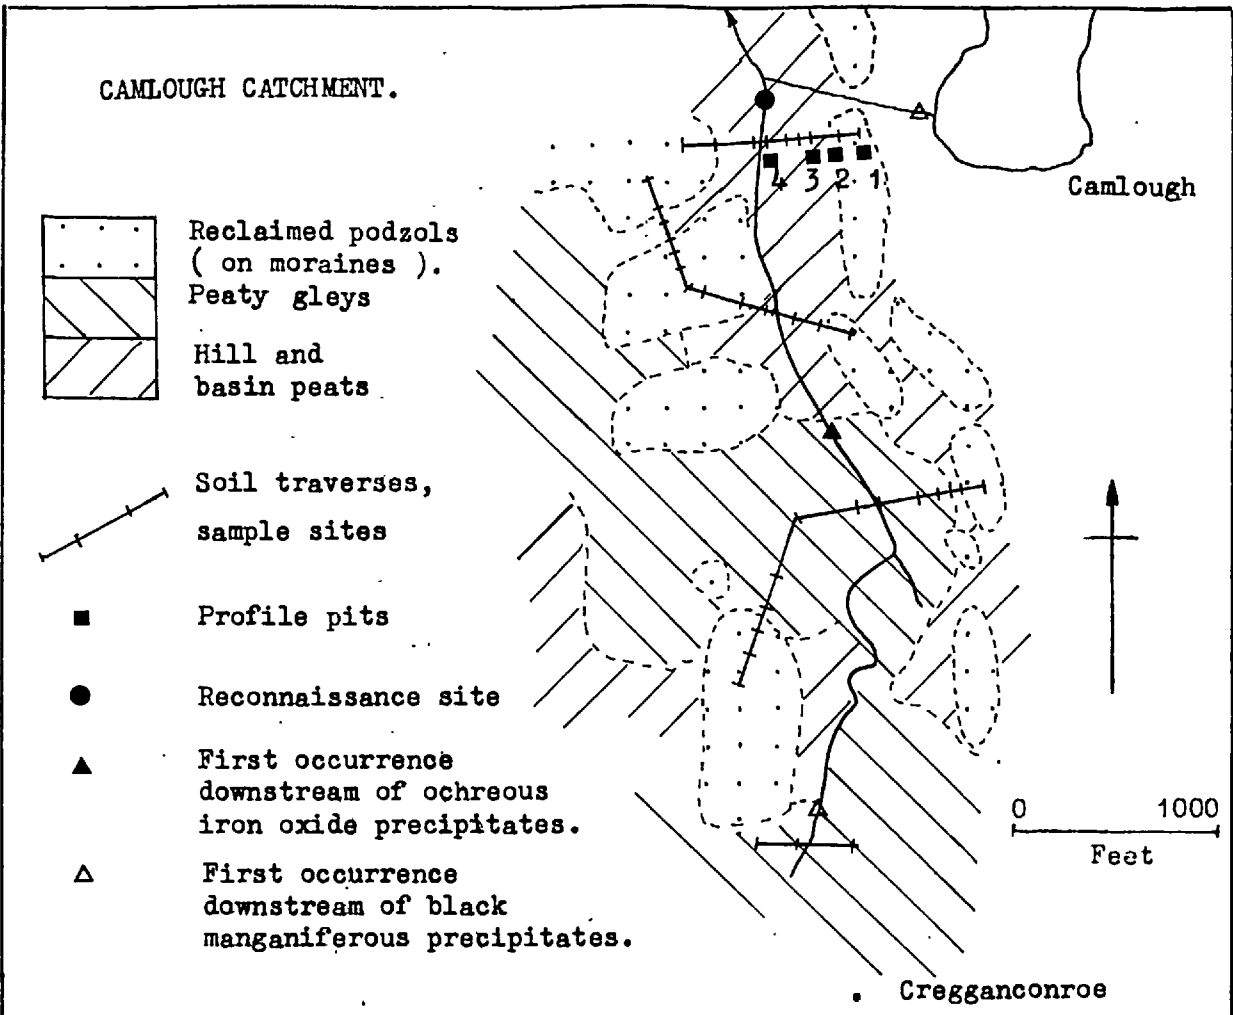 CAMLOUGH CATCHMENT.
4 3 2 1
Camlough
Reclaimed podzols
( on moraines ).
Peaty gleys
Hill and
basin peats
Soil traverses,
sample sites
Profile pits
Reconnaissance site
First occurrence
downstream of ochreous
iron oxide precipitates.
First occurrence
downstream of black
manganiferous precipitates.
0 1000
Feet
Cregganconroe